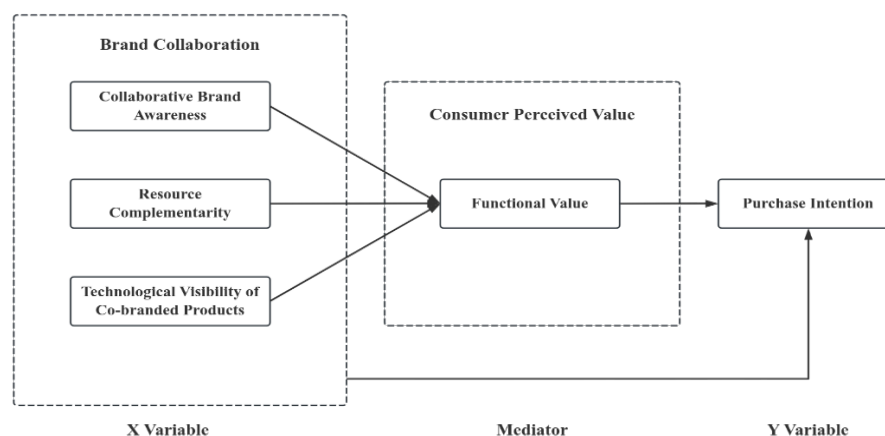 Brand Collaboration
Collaborative Brand
Awareness
Resource
Complementarity
Technological Visibility of
Co-branded Products
Consumer Perceived Value
Functional Value
Purchase Intention
X Variable
Mediator
Y Variable